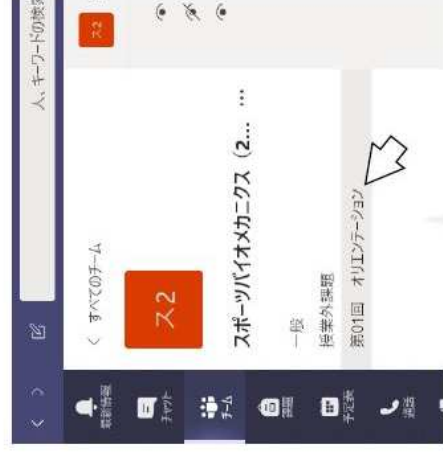 人、キーワードの検索
最新情報
チャット
チーム
課題
予定表
通話
すべてのチーム
ス2
スポーツバイオメカニクス（2... ...
一般
授業外課題
第01回 オリエンテーション
ス2